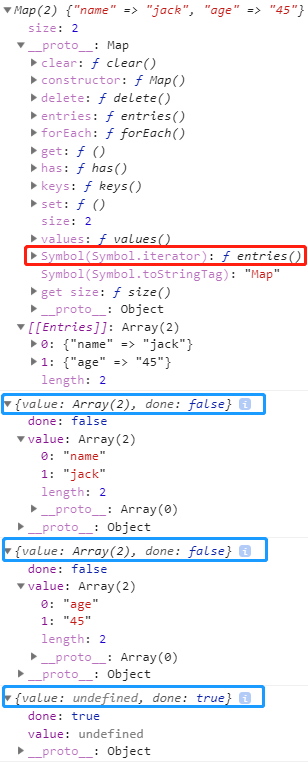 Map(2) {"name" => "jack", "age" => "45"}
size: 2
__proto__: Map
clear: ƒ clear()
constructor: ƒ Map()
delete: ƒ delete()
entries: ƒ entries()
forEach: ƒ forEach()
get: ƒ ()
has: ƒ has()
keys: ƒ keys()
set: ƒ ()
size: 2
values: ƒ values()
Symbol(Symbol.iterator): ƒ entries()
Symbol(Symbol.toStringTag): "Map"
get size: ƒ size()
__proto__: Object
[[Entries]]: Array(2)
0: {"name" => "jack"}
1: {"age" => "45"}
length: 2
{value: Array(2), done: false} i
done: false
value: Array(2)
0: "name"
1: "jack"
length: 2
__proto__: Array(0)
__proto__: Object
{value: Array(2), done: false} i
done: false
value: Array(2)
0: "age"
1: "45"
length: 2
__proto__: Array(0)
__proto__: Object
{value: undefined, done: true} i
done: true
value: undefined
__proto__: Object